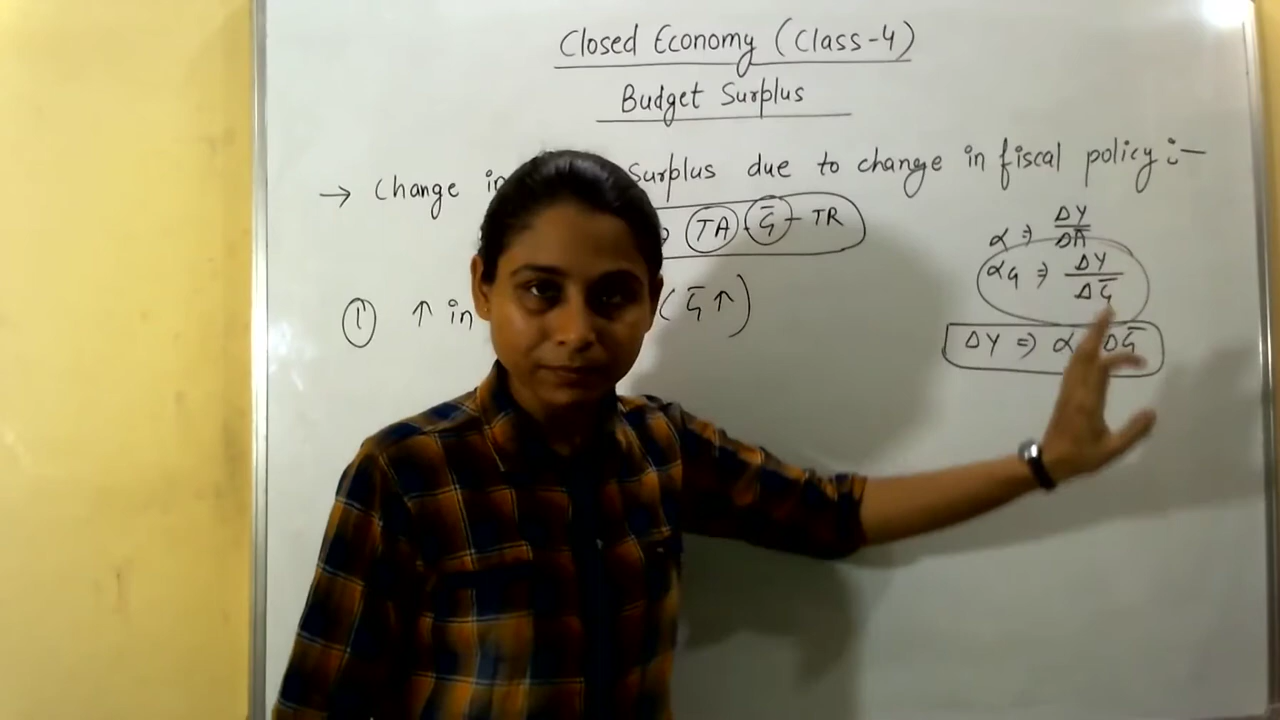 Closed Economy (Class-4)
Budget Surplus
→ Change in Surplus due to change in fiscal policy :-
TA - Ḡ - TR
α ⇒ ΔY/ΔĀ
α_G ⇒ ΔY/ΔḠ
① ↑ in (Ḡ↑)
ΔY ⇒ α ΔḠ